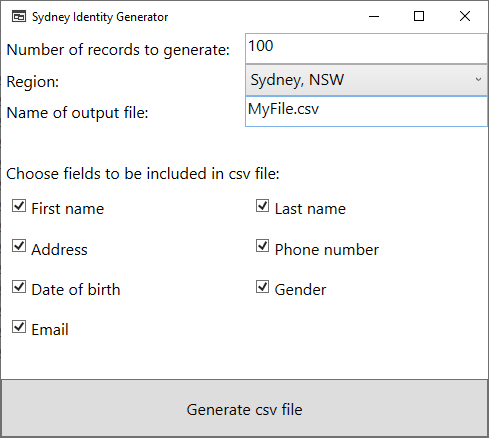 Sydney Identity Generator
Number of records to generate: 100
Region: Sydney, NSW
Name of output file: MyFile.csv
Choose fields to be included in csv file:
First name Last name
Address Phone number
Date of birth Gender
Email
Generate csv file